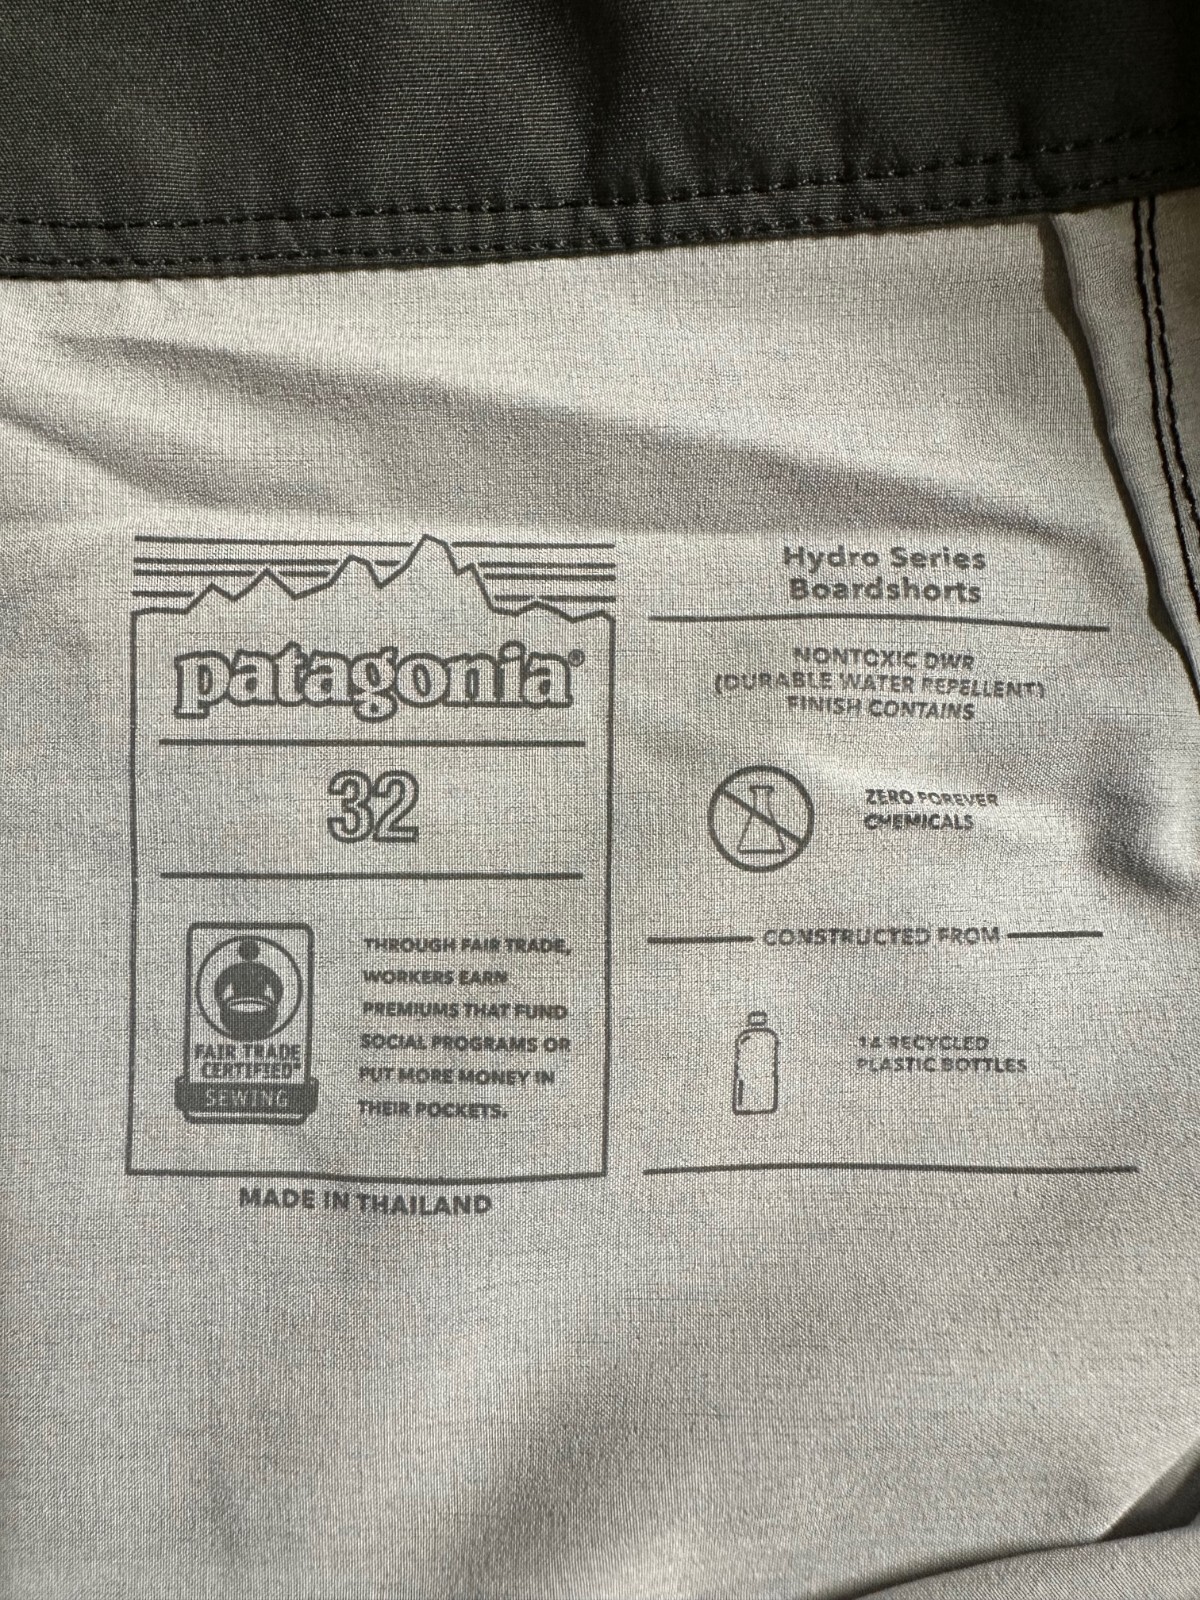 patagonia®
32
FAIR TRADE
CERTIFIED™
SEWING
THROUGH FAIR TRADE,
WORKERS EARN
PREMIUMS THAT FUND
SOCIAL PROGRAMS OR
PUT MORE MONEY IN
THEIR POCKETS.
MADE IN THAILAND
Hydro Series
Boardshorts
NONTOXIC DWR
(DURABLE WATER REPELLENT)
FINISH CONTAINS
ZERO FOREVER
CHEMICALS
CONSTRUCTED FROM
14 RECYCLED
PLASTIC BOTTLES